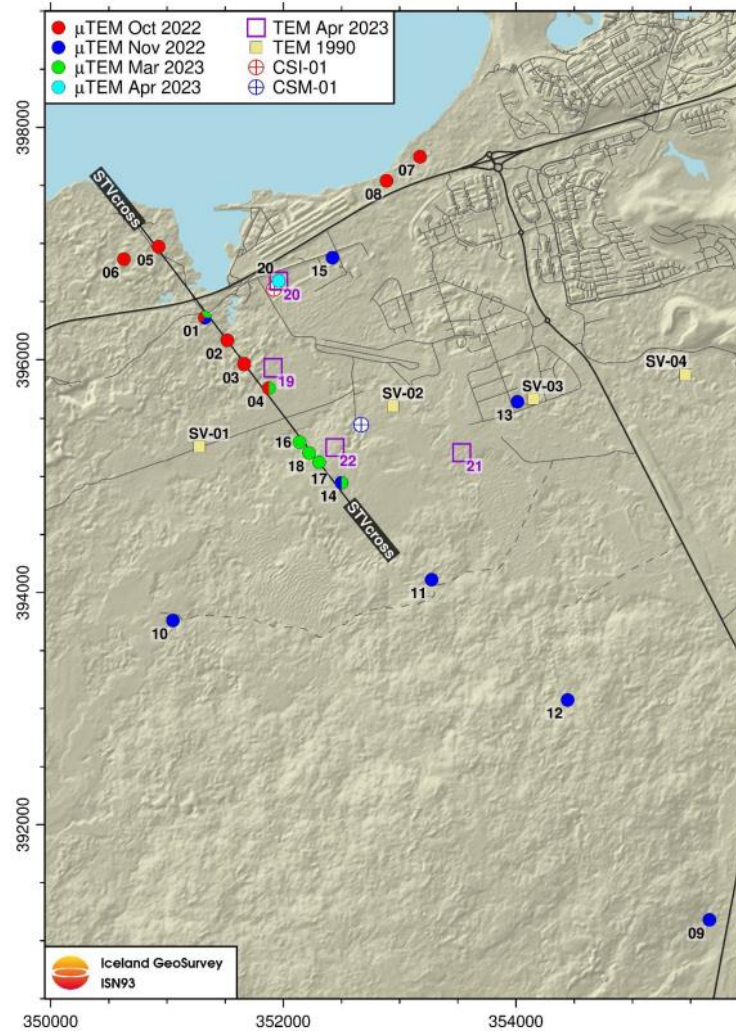 μTEM Oct 2022
μTEM Nov 2022
μTEM Mar 2023
μTEM Apr 2023
TEM Apr 2023
TEM 1990
CSI-01
CSM-01
398000
396000
394000
392000
STVcross
07
08
05
06
20
20
15
01
02
03
19
04
SV-04
SV-03
SV-02
13
SV-01
16
18
22
17
21
14
STVcross
11
10
12
09
Iceland GeoSurvey
ISN93
350000
352000
354000